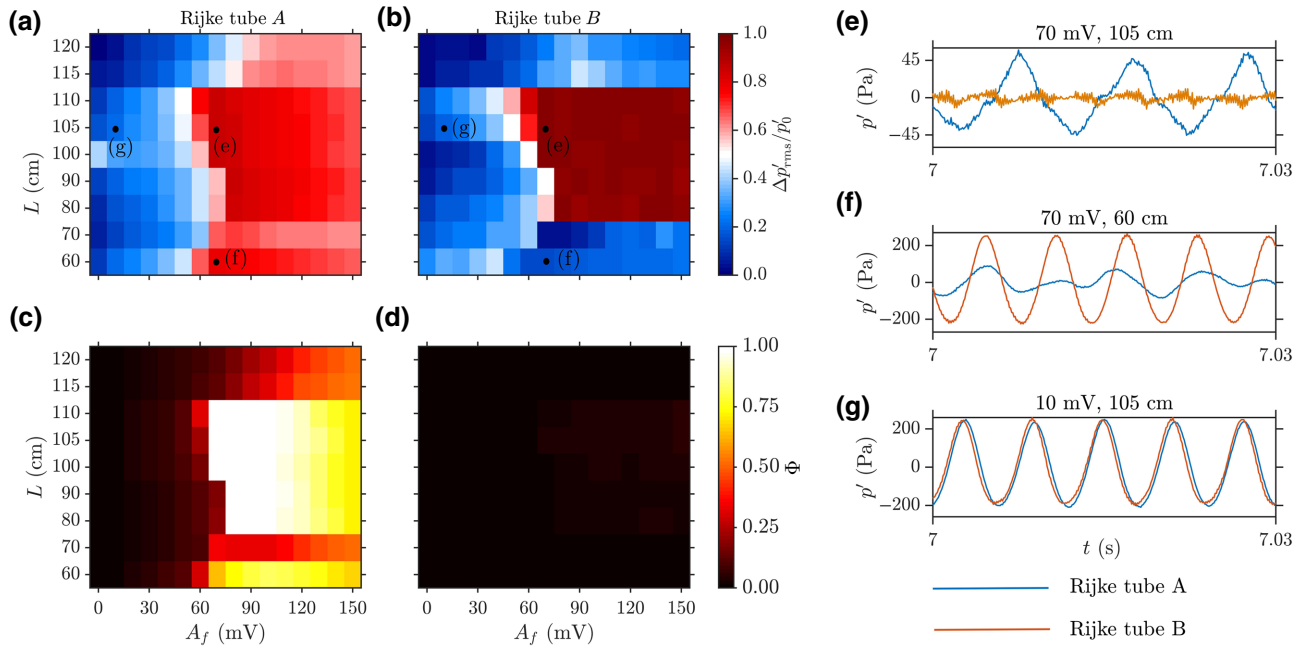 (a) Rijke tube A
(b) Rijke tube B
L (cm)
120
115
110
105
100
90
80
70
60
(g)
(e)
(f)
(g)
(e)
(f)
1.0
0.8
0.6
0.4
0.2
0.0
Δp′rms/p′0
(c)
(d)
L (cm)
120
115
110
105
100
90
80
70
60
0 30 60 90 120 150
A_f (mV)
0 30 60 90 120 150
A_f (mV)
1.00
0.75
0.50
0.25
0.00
Φ
(e) 70 mV, 105 cm
p′ (Pa)
45
0
−45
7 7.03
(f) 70 mV, 60 cm
p′ (Pa)
200
0
−200
7 7.03
(g) 10 mV, 105 cm
p′ (Pa)
200
0
−200
7 7.03
t (s)
Rijke tube A
Rijke tube B